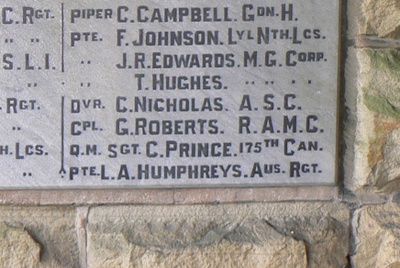 C. RGT. PIPER C. CAMPBELL. GDN. H.
" " PTE. F. JOHNSON. LYL NTH. LCS.
S. L. I. " J. R. EDWARDS. M. G. CORP.
" " T. HUGHES. " " "
. RGT. DVR. C. NICHOLAS. A. S. C.
" CPL. G. ROBERTS. R. A. M. C.
H. LCS. Q.M. SGT. C. PRINCE. 175TH CAN.
" PTE. L. A. HUMPHREYS. AUS. RGT.